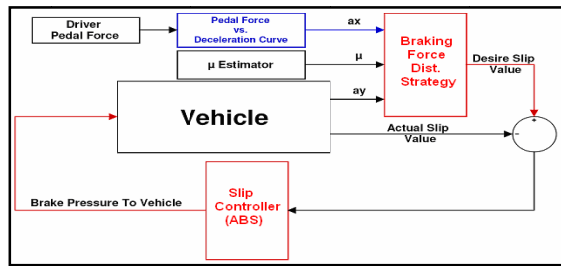 Driver
Pedal Force
Pedal Force
vs.
Deceleration Curve
ax
µ Estimator
µ
ay
Braking
Force
Dist.
Strategy
Desire Slip
Value
Vehicle
Actual Slip
Value
+
-
Slip
Controller
(ABS)
Brake Pressure To Vehicle